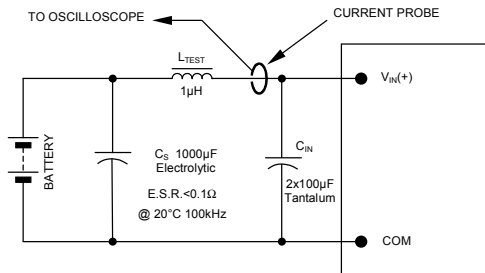 TO OSCILLOSCOPE
CURRENT PROBE
LTEST
1μH
VIN(+)
BATTERY
CS 1000μF
Electrolytic
E.S.R.<0.1Ω
@ 20°C 100kHz
CIN
2x100μF
Tantalum
COM